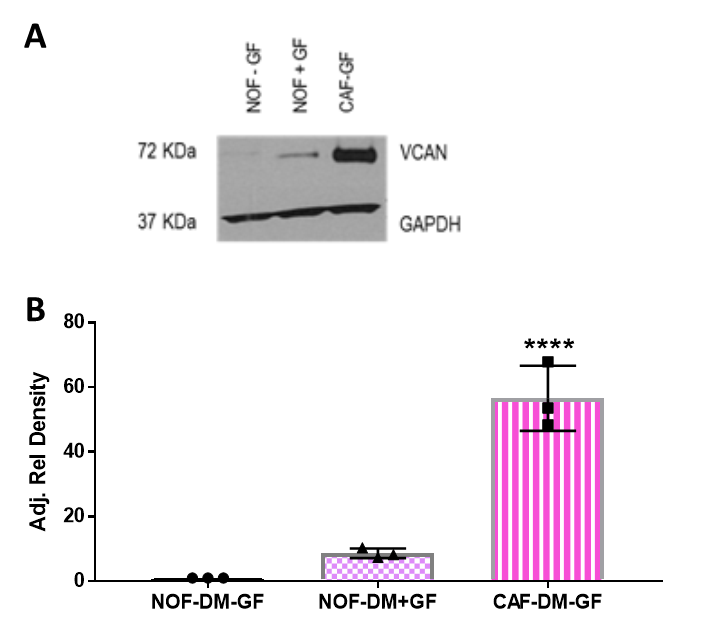 A
NOF - GF
NOF + GF
CAF-GF
72 KDa
VCAN
37 KDa
GAPDH
B
80
60
40
20
0
Adj. Rel Density
****
NOF-DM-GF
NOF-DM+GF
CAF-DM-GF